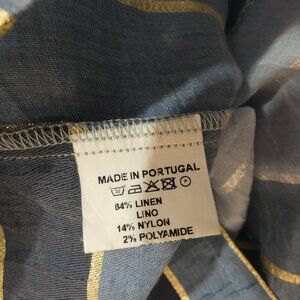 MADE IN PORTUGAL
84% LINEN
LINO
14% NYLON
2% POLYAMIDE